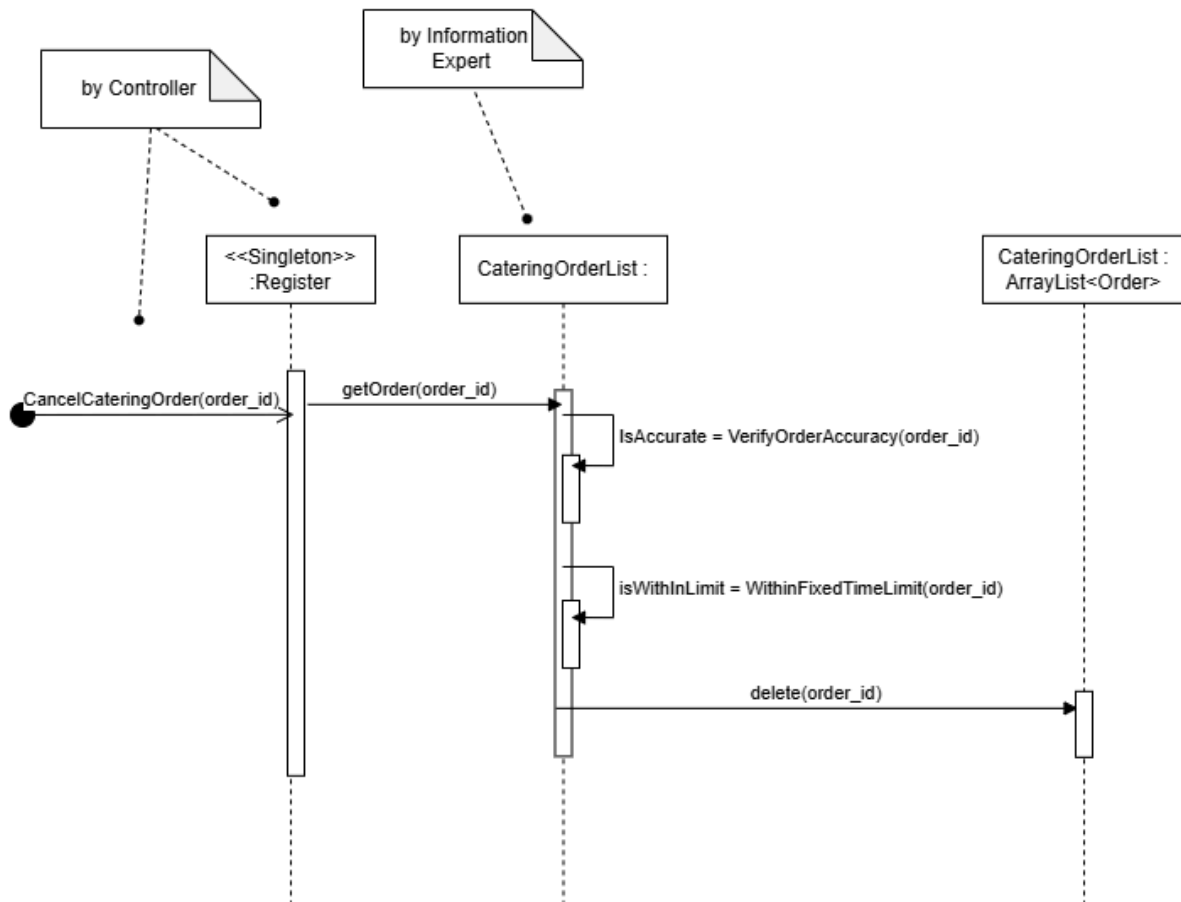 by Controller
by Information
Expert
<<Singleton>>
:Register
CateringOrderList :
CateringOrderList :
ArrayList<Order>
CancelCateringOrder(order_id)
getOrder(order_id)
IsAccurate = VerifyOrderAccuracy(order_id)
isWithInLimit = WithinFixedTimeLimit(order_id)
delete(order_id)